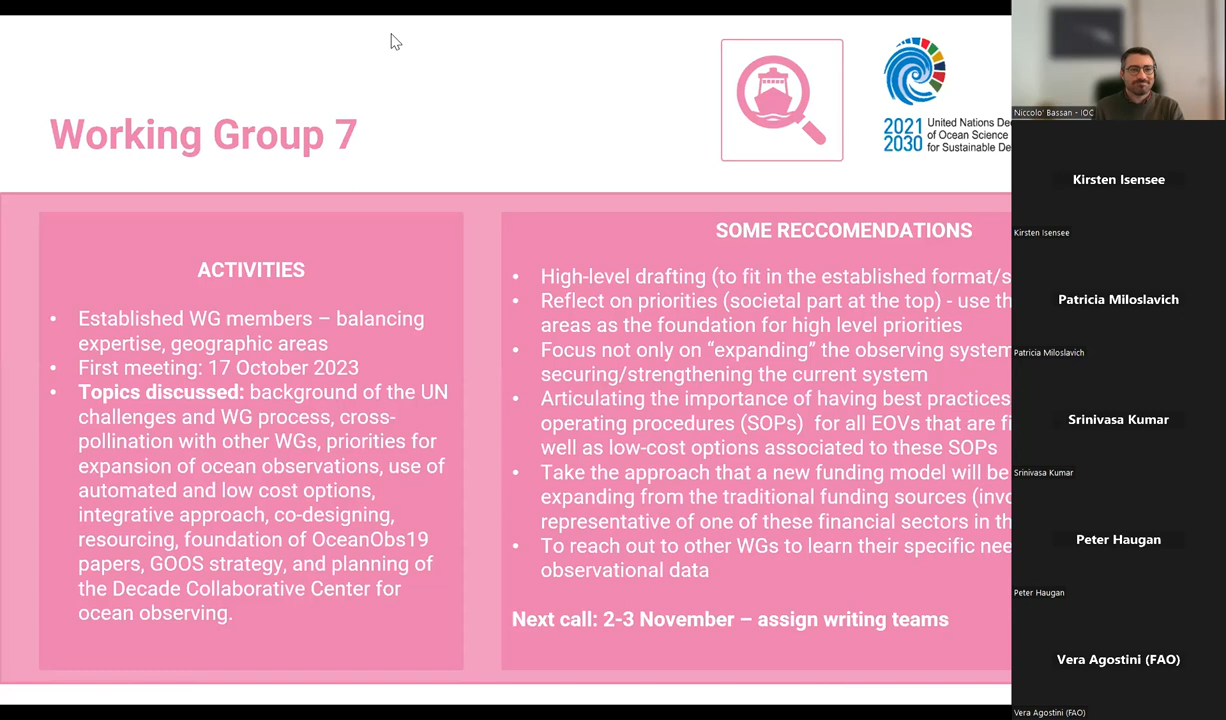 Working Group 7
2021
2030
United Nations De
of Ocean Science
for Sustainable De
ACTIVITIES
• Established WG members – balancing
expertise, geographic areas
• First meeting: 17 October 2023
• Topics discussed: background of the UN
challenges and WG process, cross-
pollination with other WGs, priorities for
expansion of ocean observations, use of
automated and low cost options,
integrative approach, co-designing,
resourcing, foundation of OceanObs19
papers, GOOS strategy, and planning of
the Decade Collaborative Center for
ocean observing.
SOME RECCOMENDATIONS
• High-level drafting (to fit in the established format/s
• Reflect on priorities (societal part at the top) - use th
areas as the foundation for high level priorities
• Focus not only on “expanding” the observing system
securing/strengthening the current system
• Articulating the importance of having best practices
operating procedures (SOPs) for all EOVs that are fi
well as low-cost options associated to these SOPs
• Take the approach that a new funding model will be
expanding from the traditional funding sources (invo
representative of one of these financial sectors in th
• To reach out to other WGs to learn their specific nee
observational data
Next call: 2-3 November – assign writing teams
Niccolo' Bassan - IOC
Kirsten Isensee
Kirsten Isensee
Patricia Miloslavich
Patricia Miloslavich
Srinivasa Kumar
Srinivasa Kumar
Peter Haugan
Peter Haugan
Vera Agostini (FAO)
Vera Agostini (FAO)